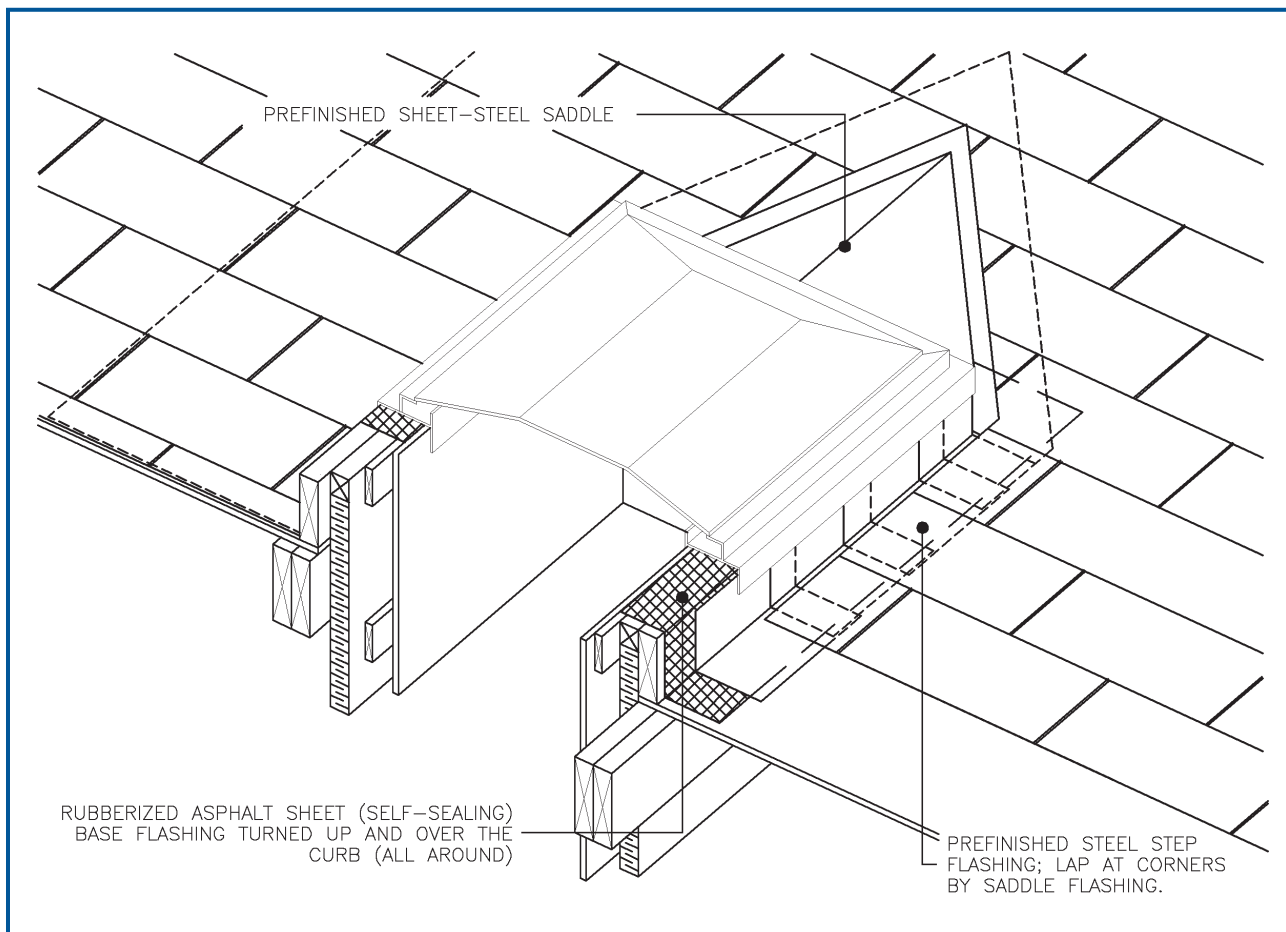 PREFINISHED SHEET-STEEL SADDLE
RUBBERIZED ASPHALT SHEET (SELF-SEALING)
BASE FLASHING TURNED UP AND OVER THE
CURB (ALL AROUND)
PREFINISHED STEEL STEP
FLASHING; LAP AT CORNERS
BY SADDLE FLASHING.